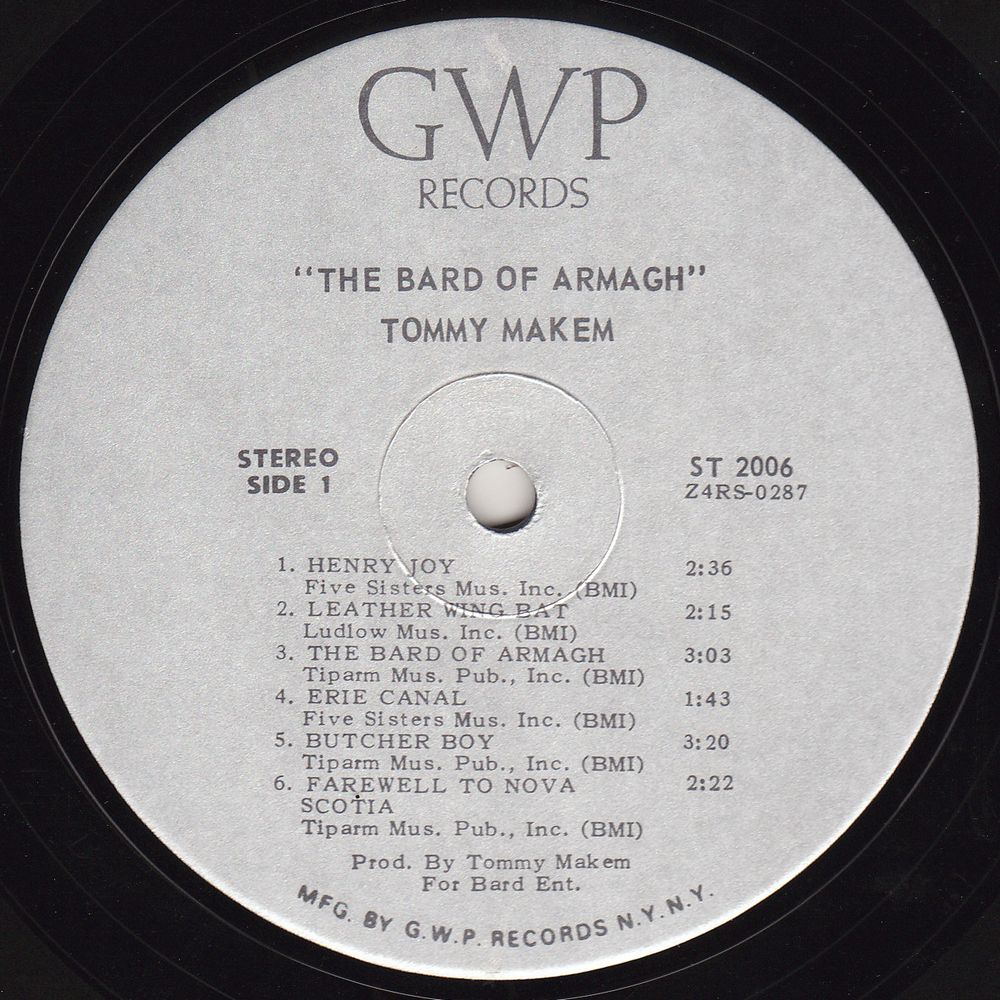 GWP
RECORDS
"THE BARD OF ARMAGH"
TOMMY MAKEM
STEREO
SIDE 1
ST 2006
Z4RS-0287
1. HENRY JOY 2:36
Five Sisters Mus. Inc. (BMI)
2. LEATHER WING BAT 2:15
Ludlow Mus. Inc. (BMI)
3. THE BARD OF ARMAGH 3:03
Tiparm Mus. Pub., Inc. (BMI)
4. ERIE CANAL 1:43
Five Sisters Mus. Inc. (BMI)
5. BUTCHER BOY 3:20
Tiparm Mus. Pub., Inc. (BMI)
6. FAREWELL TO NOVA 2:22
SCOTIA
Tiparm Mus. Pub., Inc. (BMI)
Prod. By Tommy Makem
For Bard Ent.
MFG. BY G.W.P. RECORDS N.Y.N.Y.